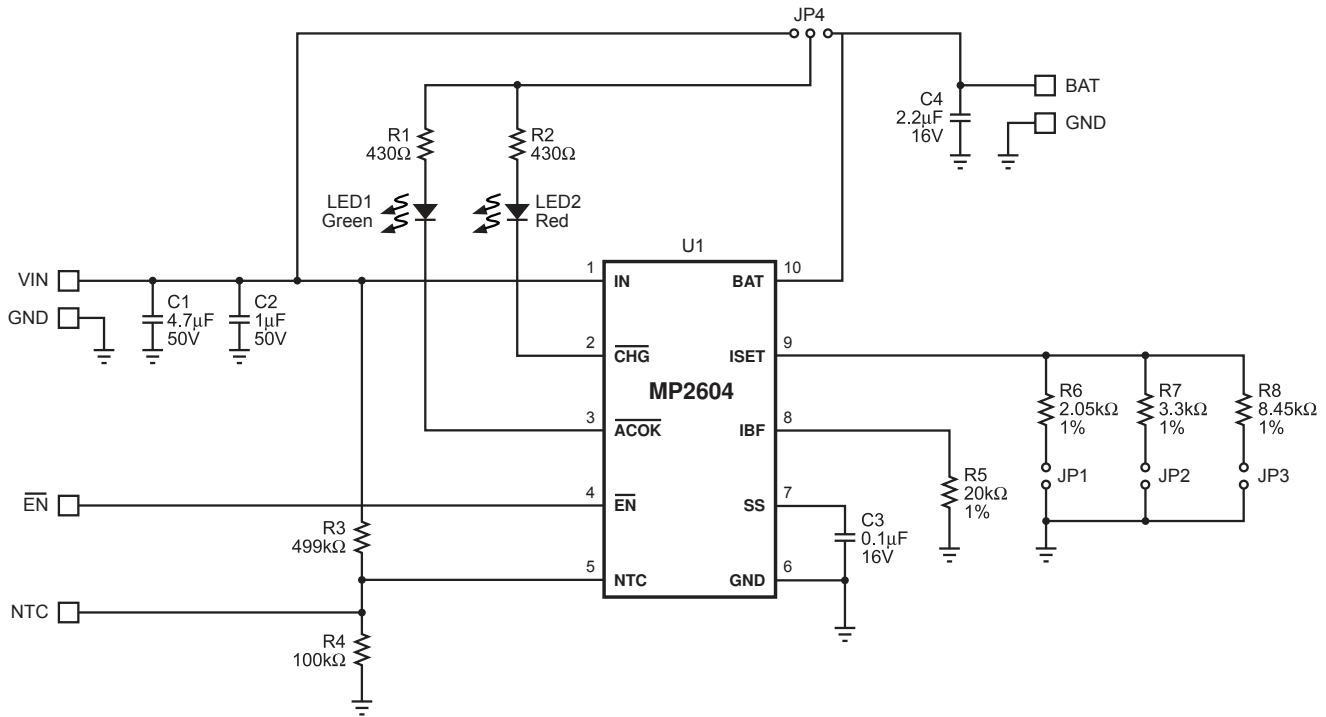 JP4
BAT
C4
2.2µF
16V
GND
R1
430Ω
R2
430Ω
LED1
Green
LED2
Red
U1
VIN
1
IN
BAT
10
GND
C1
4.7µF
50V
C2
1µF
50V
2
CHG
ISET
9
MP2604
R6
2.05kΩ
1%
R7
3.3kΩ
1%
R8
8.45kΩ
1%
3
ACOK
IBF
8
JP1
JP2
JP3
R5
20kΩ
1%
EN
4
EN
SS
7
R3
499kΩ
C3
0.1µF
16V
5
NTC
GND
6
NTC
R4
100kΩ